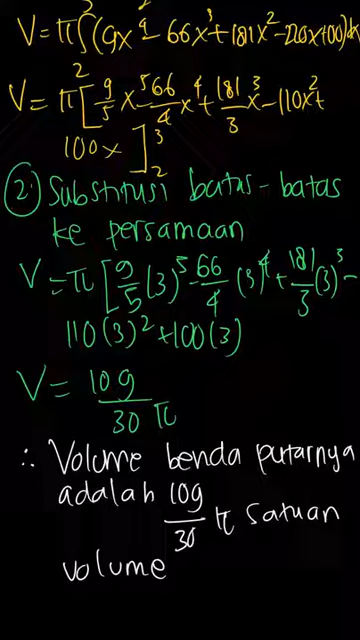 V = π∫₂³(9x⁴ - 66x³ + 181x² - 220x + 100) dx
V = π[9/5 x⁵ - 66/4 x⁴ + 181/3 x³ - 110x² +
100x]₂³
② Substitusi batas-batas
ke persamaan
V = π[9/5 (3)⁵ - 66/4 (3)⁴ + 181/3 (3)³ -
110(3)² + 100(3)
V = 109/30 π
∴ Volume benda putarnya
adalah 109/30 π satuan
volume